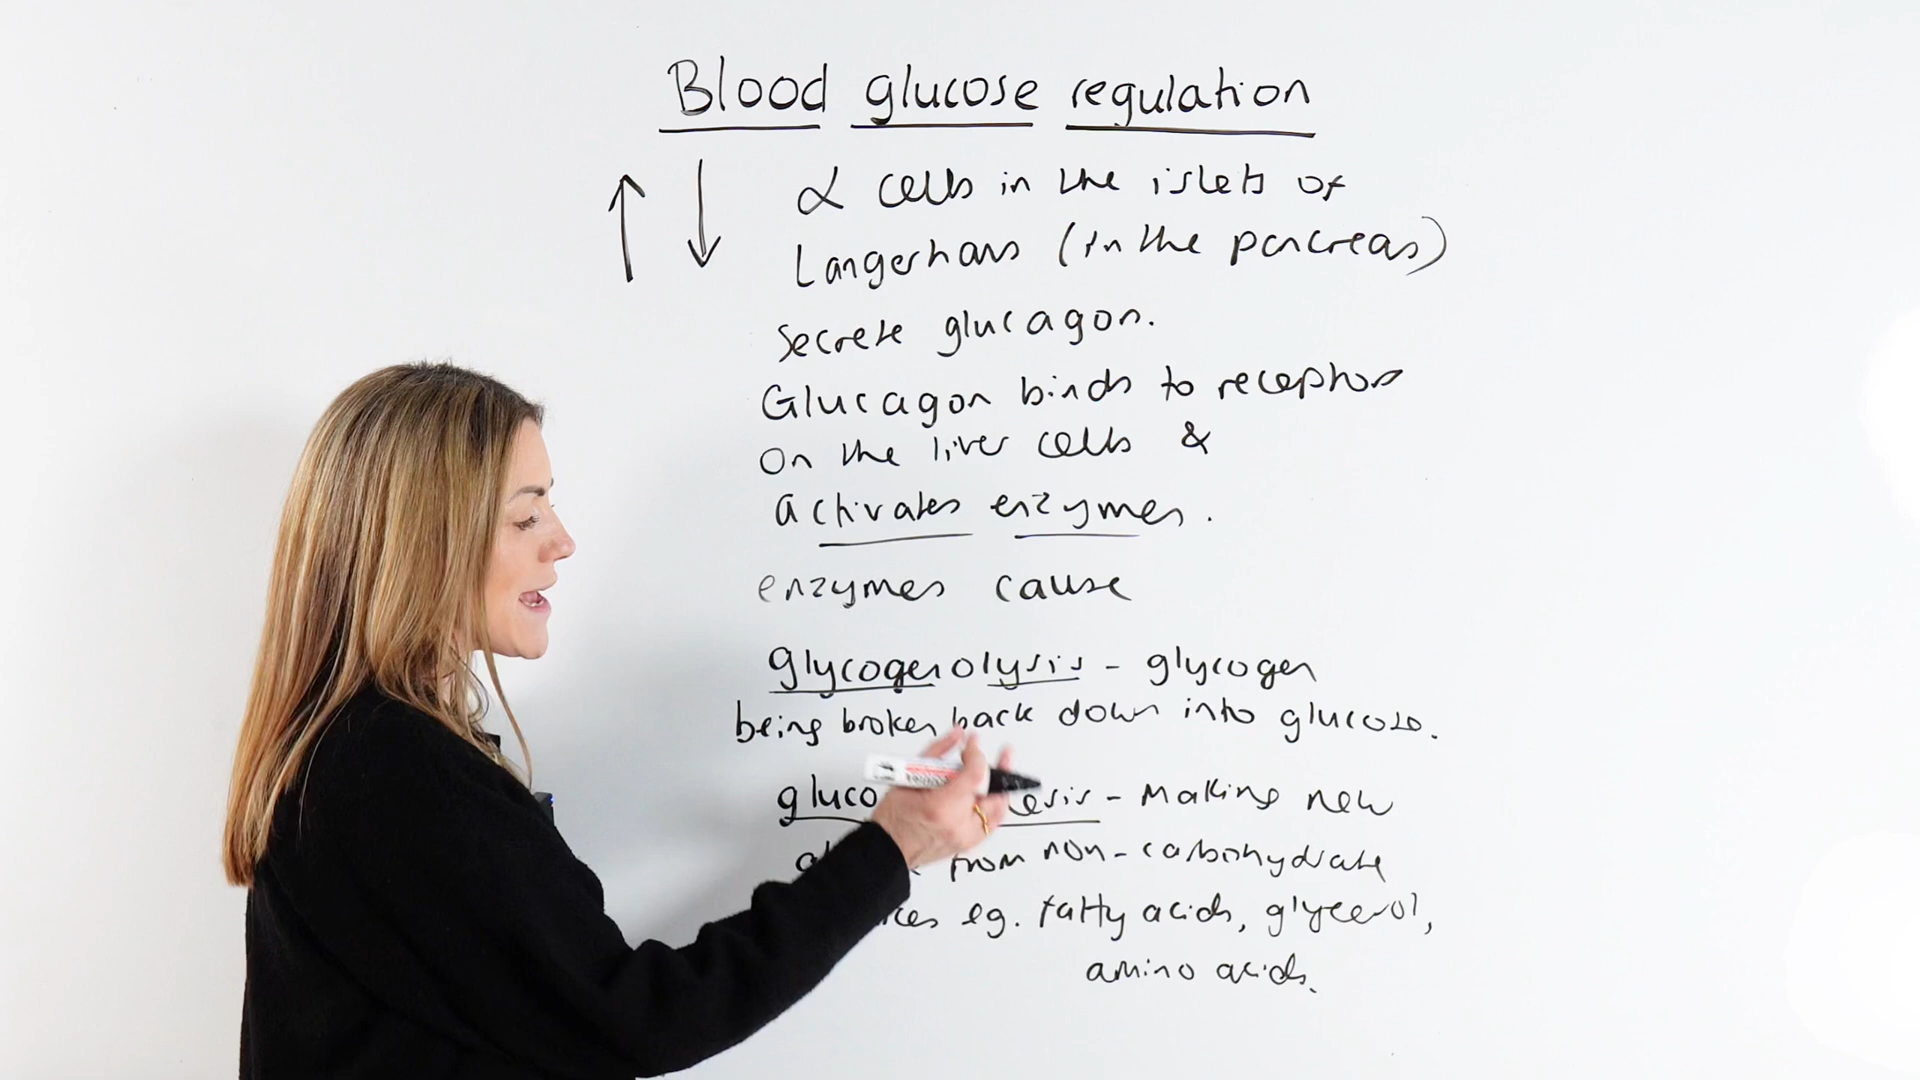 Blood glucose regulation
↑ ↓ α cells in the islets of
Langerhans (in the pancreas)
secrete glucagon.
Glucagon binds to receptors
on the liver cells &
activates enzymes.
enzymes cause
glycogenolysis - glycogen
being broken back down into glucose.
gluco esis - making new
from non-carbohydrate
eg. fatty acids, glycerol,
amino acids.